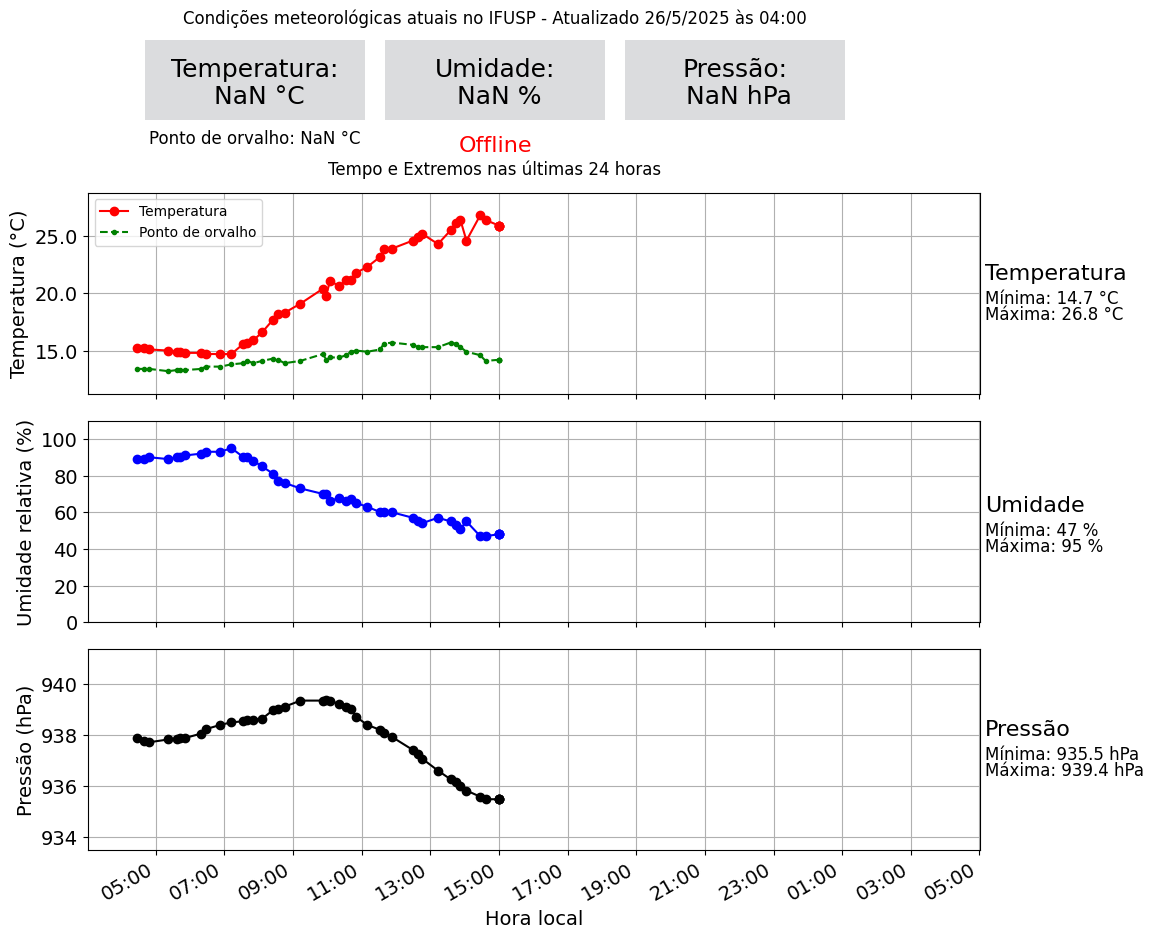 Condições meteorológicas atuais no IFUSP - Atualizado 26/5/2025 às 04:00
Temperatura:
NaN °C
Umidade:
NaN %
Pressão:
NaN hPa
Ponto de orvalho: NaN °C
Offline
Tempo e Extremos nas últimas 24 horas
Temperatura (°C)
25.0
20.0
15.0
Temperatura
Ponto de orvalho
Temperatura
Mínima: 14.7 °C
Máxima: 26.8 °C
Umidade relativa (%)
100
80
60
40
20
0
Umidade
Mínima: 47 %
Máxima: 95 %
Pressão (hPa)
940
938
936
934
Pressão
Mínima: 935.5 hPa
Máxima: 939.4 hPa
05:00
07:00
09:00
11:00
13:00
15:00
17:00
19:00
21:00
23:00
01:00
03:00
05:00
Hora local